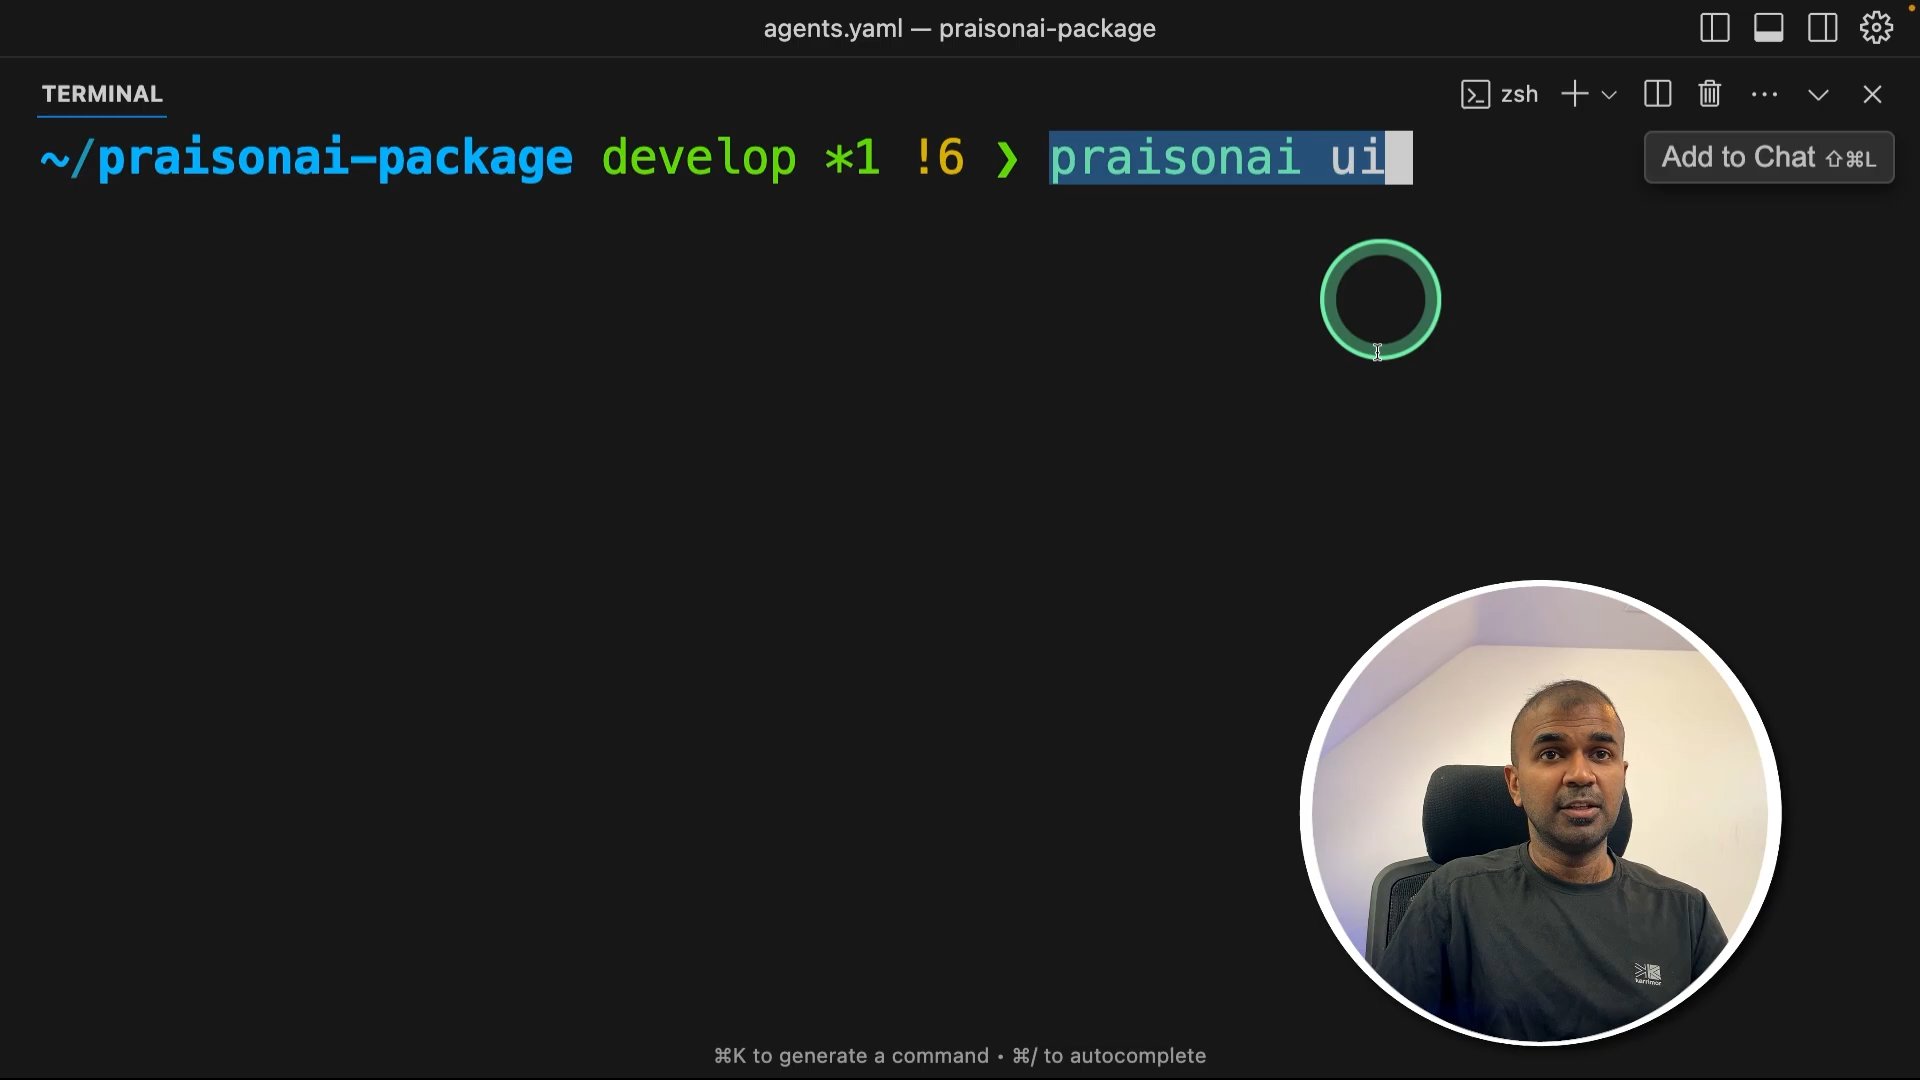 agents.yaml — praisonai-package
TERMINAL
zsh
~/praisonai-package develop *1 !6 ❯ praisonai ui
Add to Chat ⇧⌘L
karrimor
⌘K to generate a command • ⌘/ to autocomplete